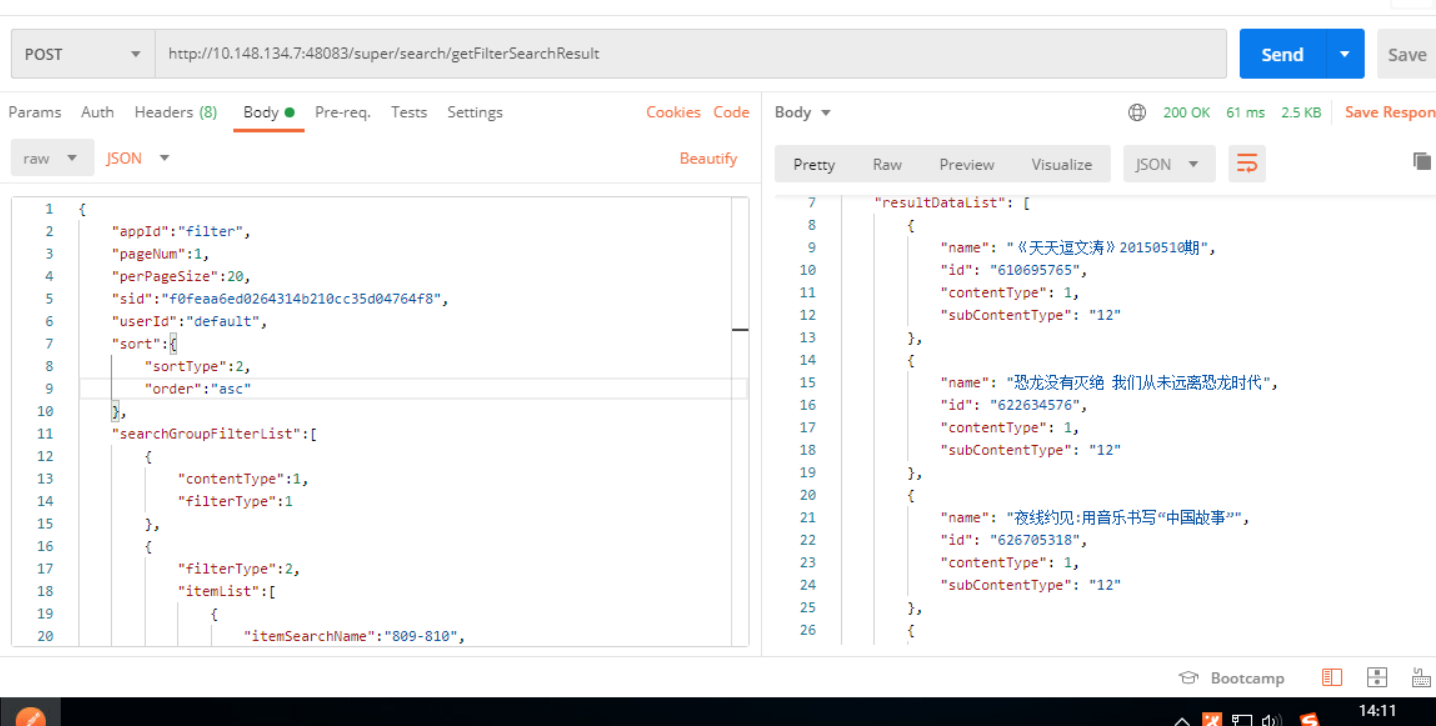 POST http://10.148.134.7:48083/super/search/getFilterSearchResult Send Save
Params Auth Headers (8) Body Pre-req. Tests Settings Cookies Code
raw JSON Beautify
1 {
2 "appId":"filter",
3 "pageNum":1,
4 "perPageSize":20,
5 "sid":"f0feaa6ed0264314b210cc35d04764f8",
6 "userId":"default",
7 "sort":{
8 "sortType":2,
9 "order":"asc"
10 },
11 "searchGroupFilterList":[
12 {
13 "contentType":1,
14 "filterType":1
15 },
16 {
17 "filterType":2,
18 "itemList":[
19 {
20 "itemSearchName":"809-810",
Body 200 OK 61 ms 2.5 KB Save Respon
Pretty Raw Preview Visualize JSON
7 "resultDataList": [
8 {
9 "name": "《天天逗文涛》20150510期",
10 "id": "610695765",
11 "contentType": 1,
12 "subContentType": "12"
13 },
14 {
15 "name": "恐龙没有灭绝 我们从未远离恐龙时代",
16 "id": "622634576",
17 "contentType": 1,
18 "subContentType": "12"
19 },
20 {
21 "name": "夜线约见:用音乐书写“中国故事”",
22 "id": "626705318",
23 "contentType": 1,
24 "subContentType": "12"
25 },
26 {
Bootcamp
14:11